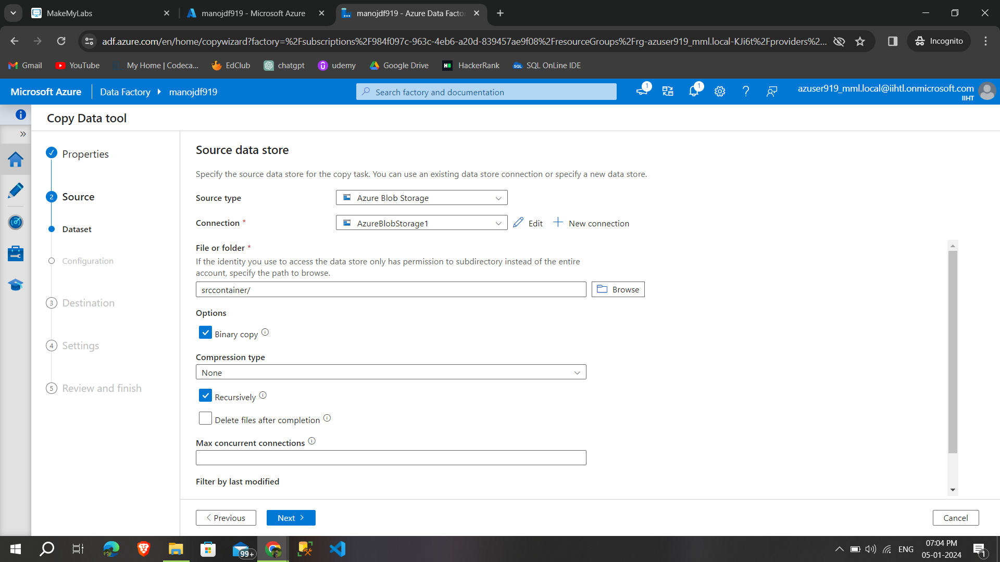 MakeMyLabs
manojdf919 - Microsoft Azure
manojdf919 - Azure Data Facto
adf.azure.com/en/home/copywizard?factory=%2Fsubscriptions%2F984f097c-963c-4eb6-a20d-839457ae9f08%2FresourceGroups%2Frg-azuser919_mml.local-KJi6t%2Fproviders%2...
Incognito
Gmail
YouTube
My Home | Codeca...
EdClub
chatgpt
udemy
Google Drive
HackerRank
SQL OnLine IDE
Microsoft Azure
Data Factory
manojdf919
Search factory and documentation
1
1
azuser919_mml.local@iihtl.onmicrosoft.com
IIHT
Copy Data tool
Properties
2 Source
Dataset
Configuration
3 Destination
4 Settings
5 Review and finish
Source data store
Specify the source data store for the copy task. You can use an existing data store connection or specify a new data store.
Source type
Azure Blob Storage
Connection *
AzureBlobStorage1
Edit
New connection
File or folder *
If the identity you use to access the data store only has permission to subdirectory instead of the entire
account, specify the path to browse.
srccontainer/
Browse
Options
Binary copy
Compression type
None
Recursively
Delete files after completion
Max concurrent connections
Filter by last modified
Previous
Next
Cancel
99+
ENG
07:04 PM
05-01-2024
1